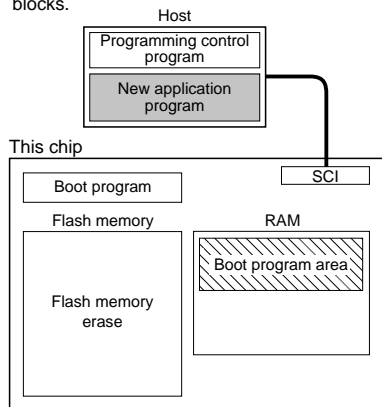 blocks.
Host
Programming control
program
New application
program
This chip
SCI
Boot program
Flash memory
RAM
Boot program area
Flash memory
erase